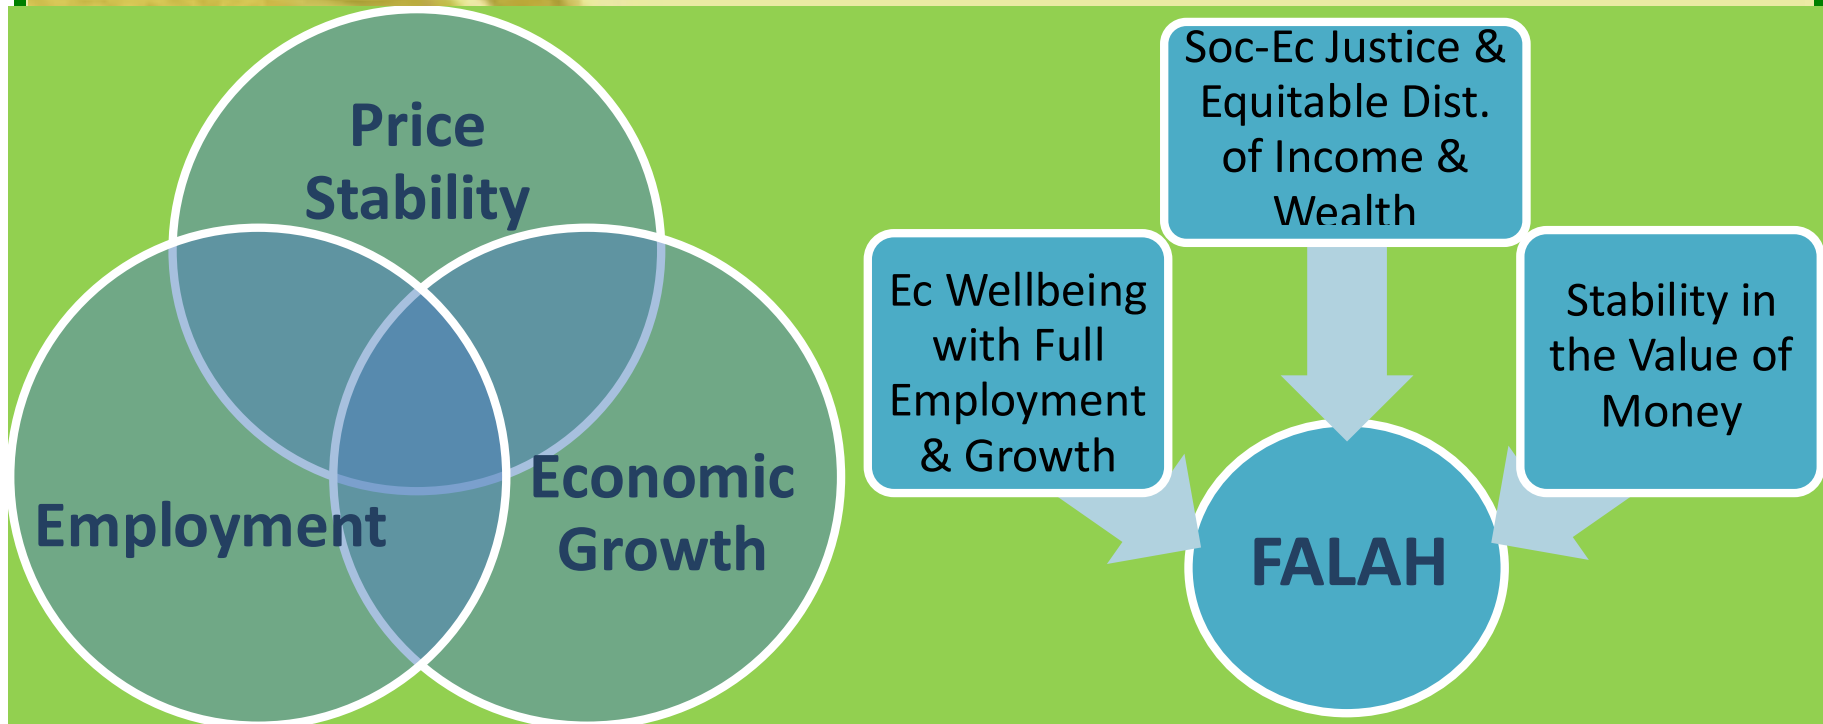 Price
Stability
Employment
Economic
Growth
Soc-Ec Justice &
Equitable Dist.
of Income &
Wealth
Ec Wellbeing
with Full
Employment
& Growth
Stability in
the Value of
Money
FALAH